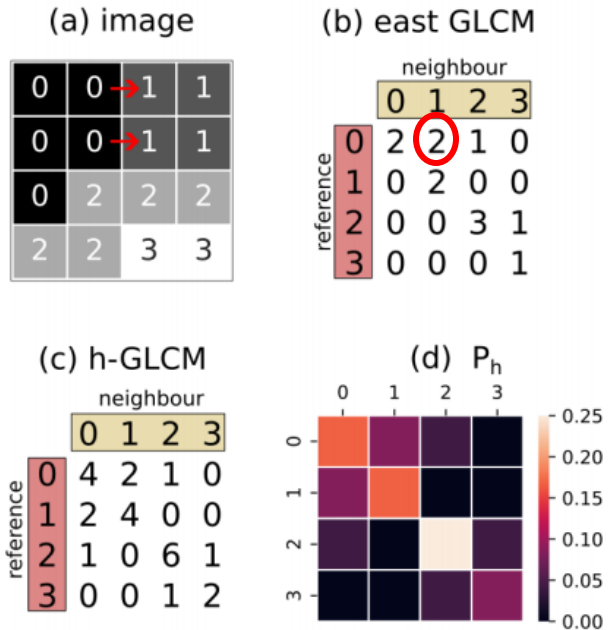 (a) image
0 0 1 1
0 0 1 1
0 2 2 2
2 2 3 3
(b) east GLCM
neighbour
0 1 2 3
reference
0 2 2 1 0
1 0 2 0 0
2 0 0 3 1
3 0 0 0 1
(c) h-GLCM
neighbour
0 1 2 3
reference
0 4 2 1 0
1 2 4 0 0
2 1 0 6 1
3 0 0 1 2
(d) Pₕ
0 1 2 3
0
1
2
3
0.25
0.20
0.15
0.10
0.05
0.00